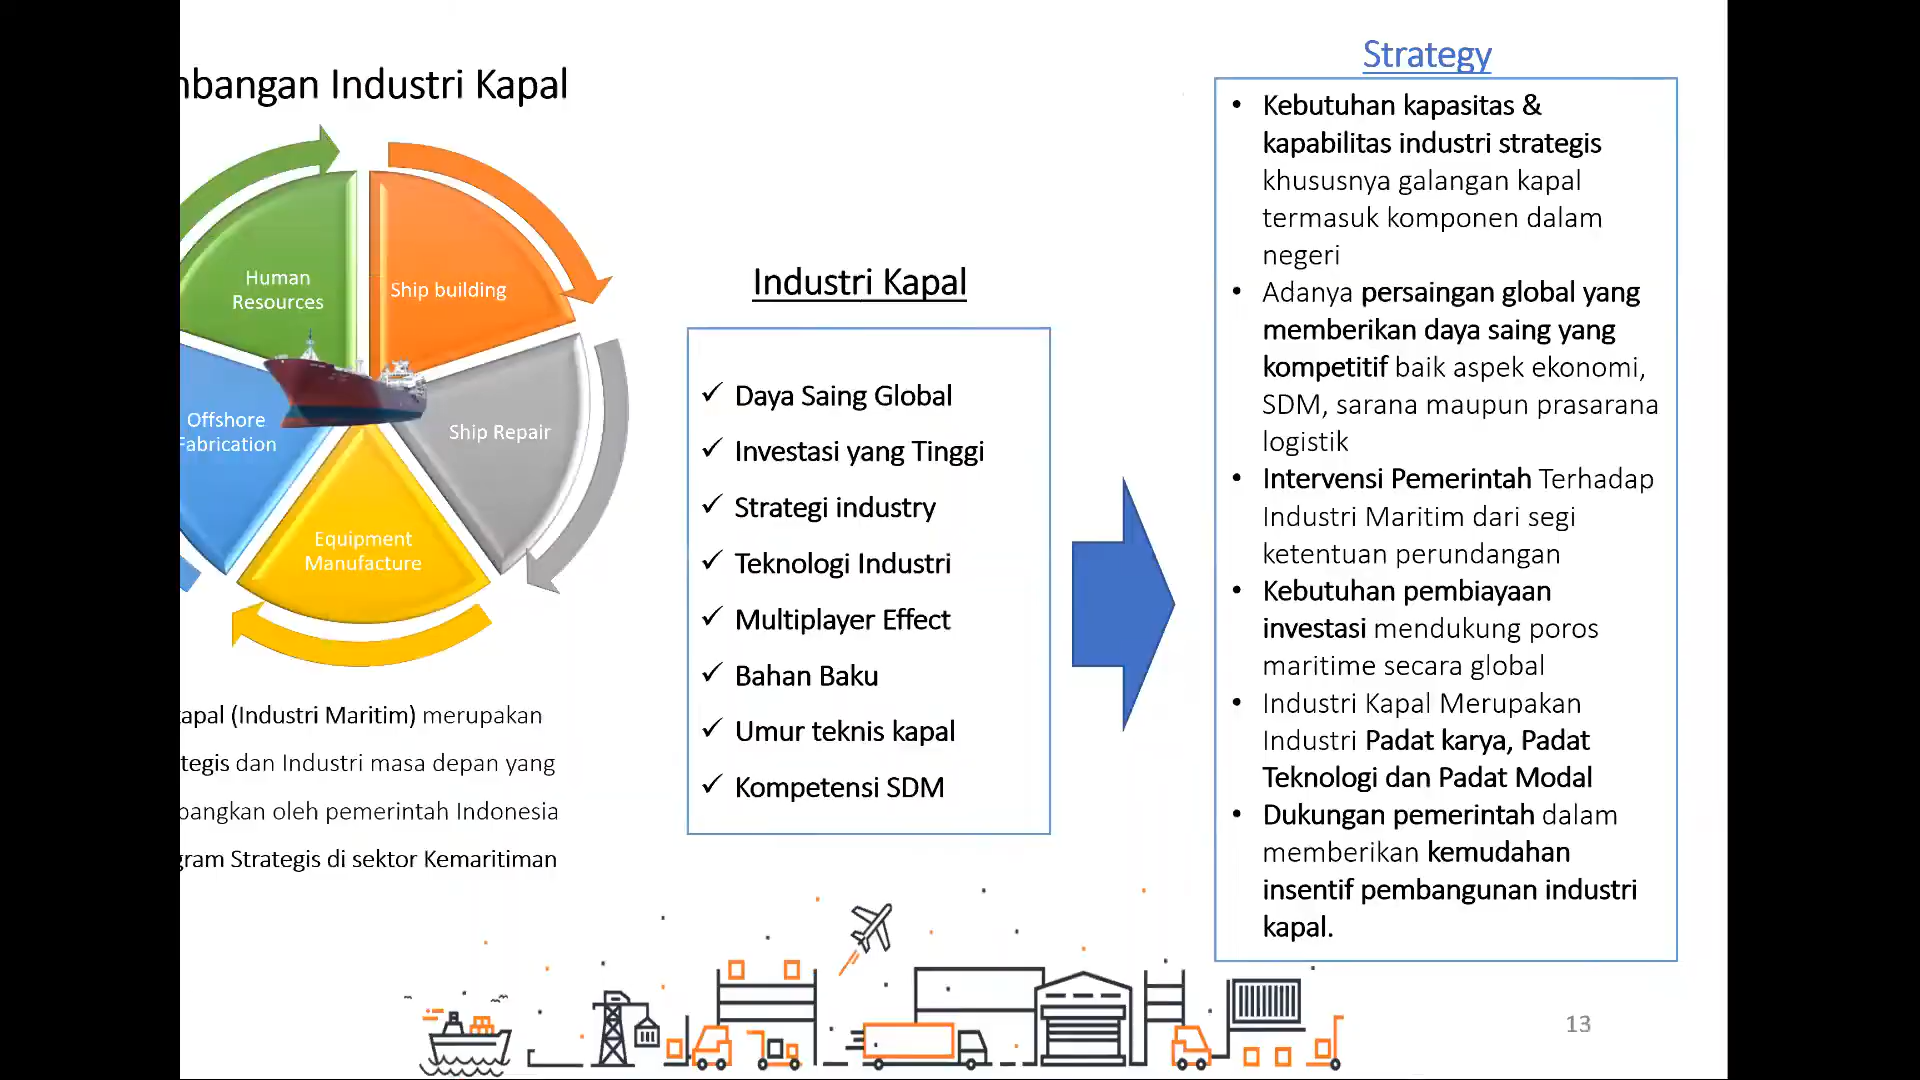 mbangan Industri Kapal
Human
Resources
Ship building
Offshore
Fabrication
Ship Repair
Equipment
Manufacture
kapal (Industri Maritim) merupakan
tegis dan Industri masa depan yang
bangkan oleh pemerintah Indonesia
gram Strategis di sektor Kemaritiman
Industri Kapal
✓ Daya Saing Global
✓ Investasi yang Tinggi
✓ Strategi industry
✓ Teknologi Industri
✓ Multiplayer Effect
✓ Bahan Baku
✓ Umur teknis kapal
✓ Kompetensi SDM
Strategy
• Kebutuhan kapasitas &
kapabilitas industri strategis
khususnya galangan kapal
termasuk komponen dalam
negeri
• Adanya persaingan global yang
memberikan daya saing yang
kompetitif baik aspek ekonomi,
SDM, sarana maupun prasarana
logistik
• Intervensi Pemerintah Terhadap
Industri Maritim dari segi
ketentuan perundangan
• Kebutuhan pembiayaan
investasi mendukung poros
maritime secara global
• Industri Kapal Merupakan
Industri Padat karya, Padat
Teknologi dan Padat Modal
• Dukungan pemerintah dalam
memberikan kemudahan
insentif pembangunan industri
kapal.
13